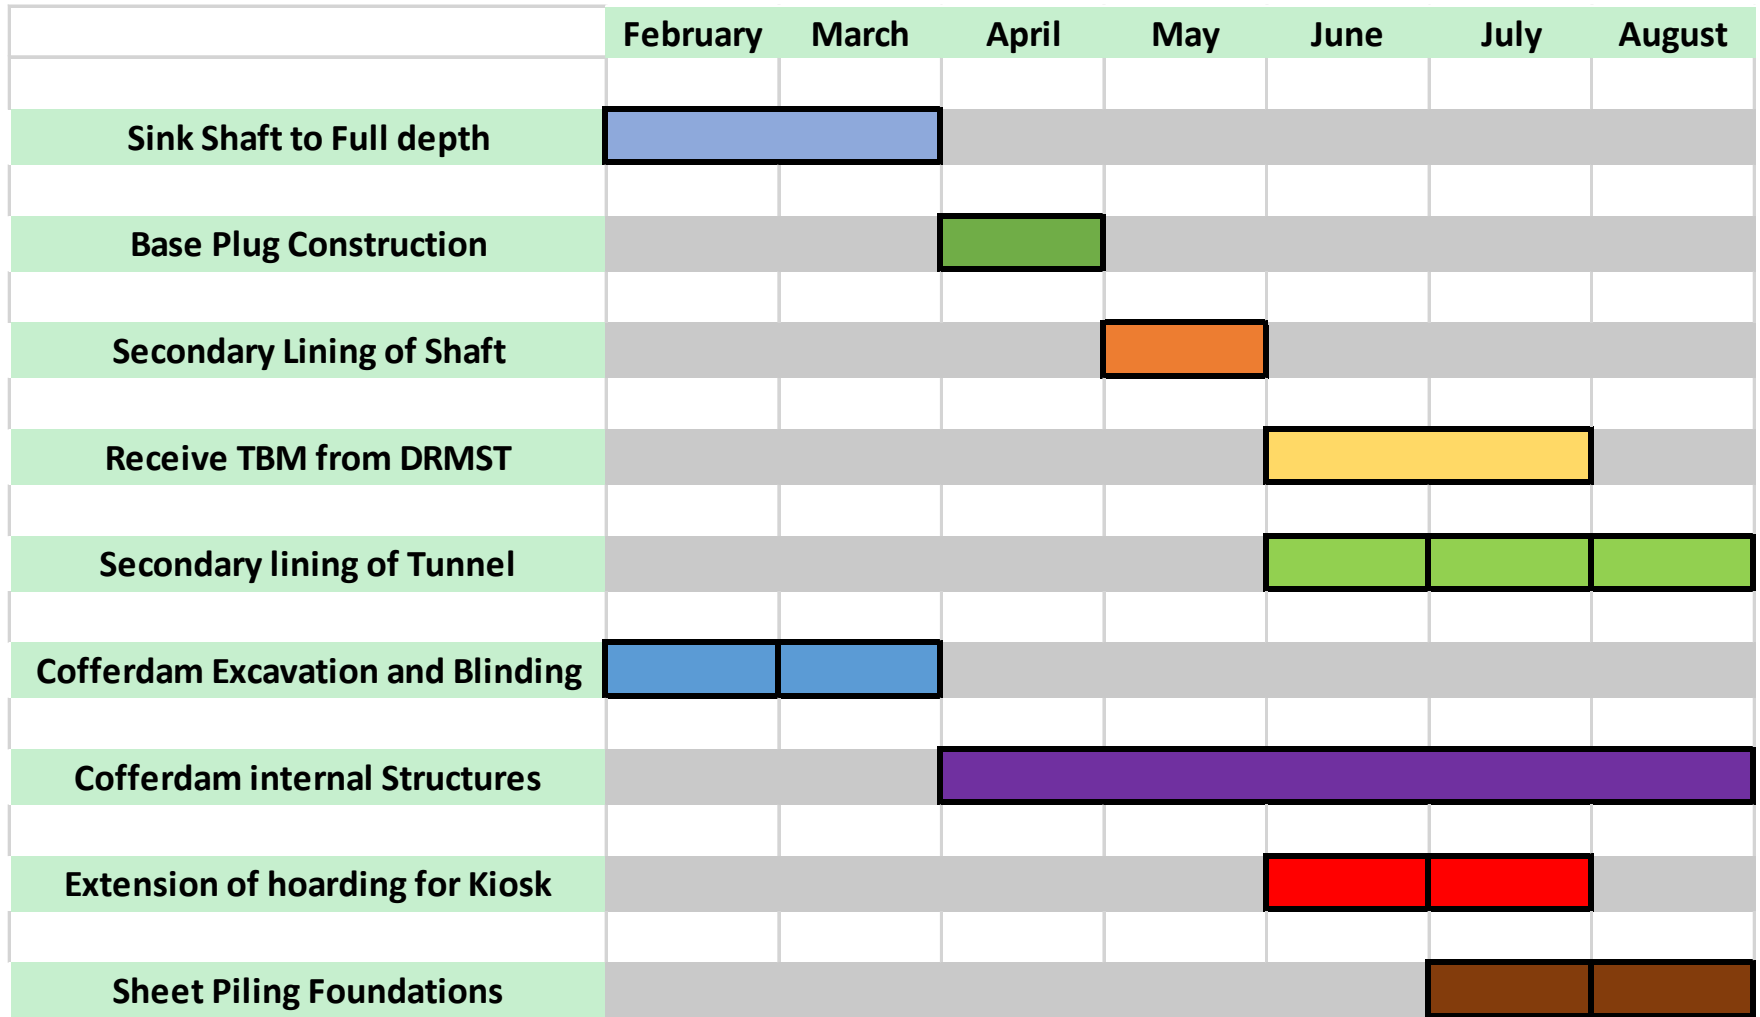 February March April May June July August
Sink Shaft to Full depth
Base Plug Construction
Secondary Lining of Shaft
Receive TBM from DRMST
Secondary lining of Tunnel
Cofferdam Excavation and Blinding
Cofferdam internal Structures
Extension of hoarding for Kiosk
Sheet Piling Foundations